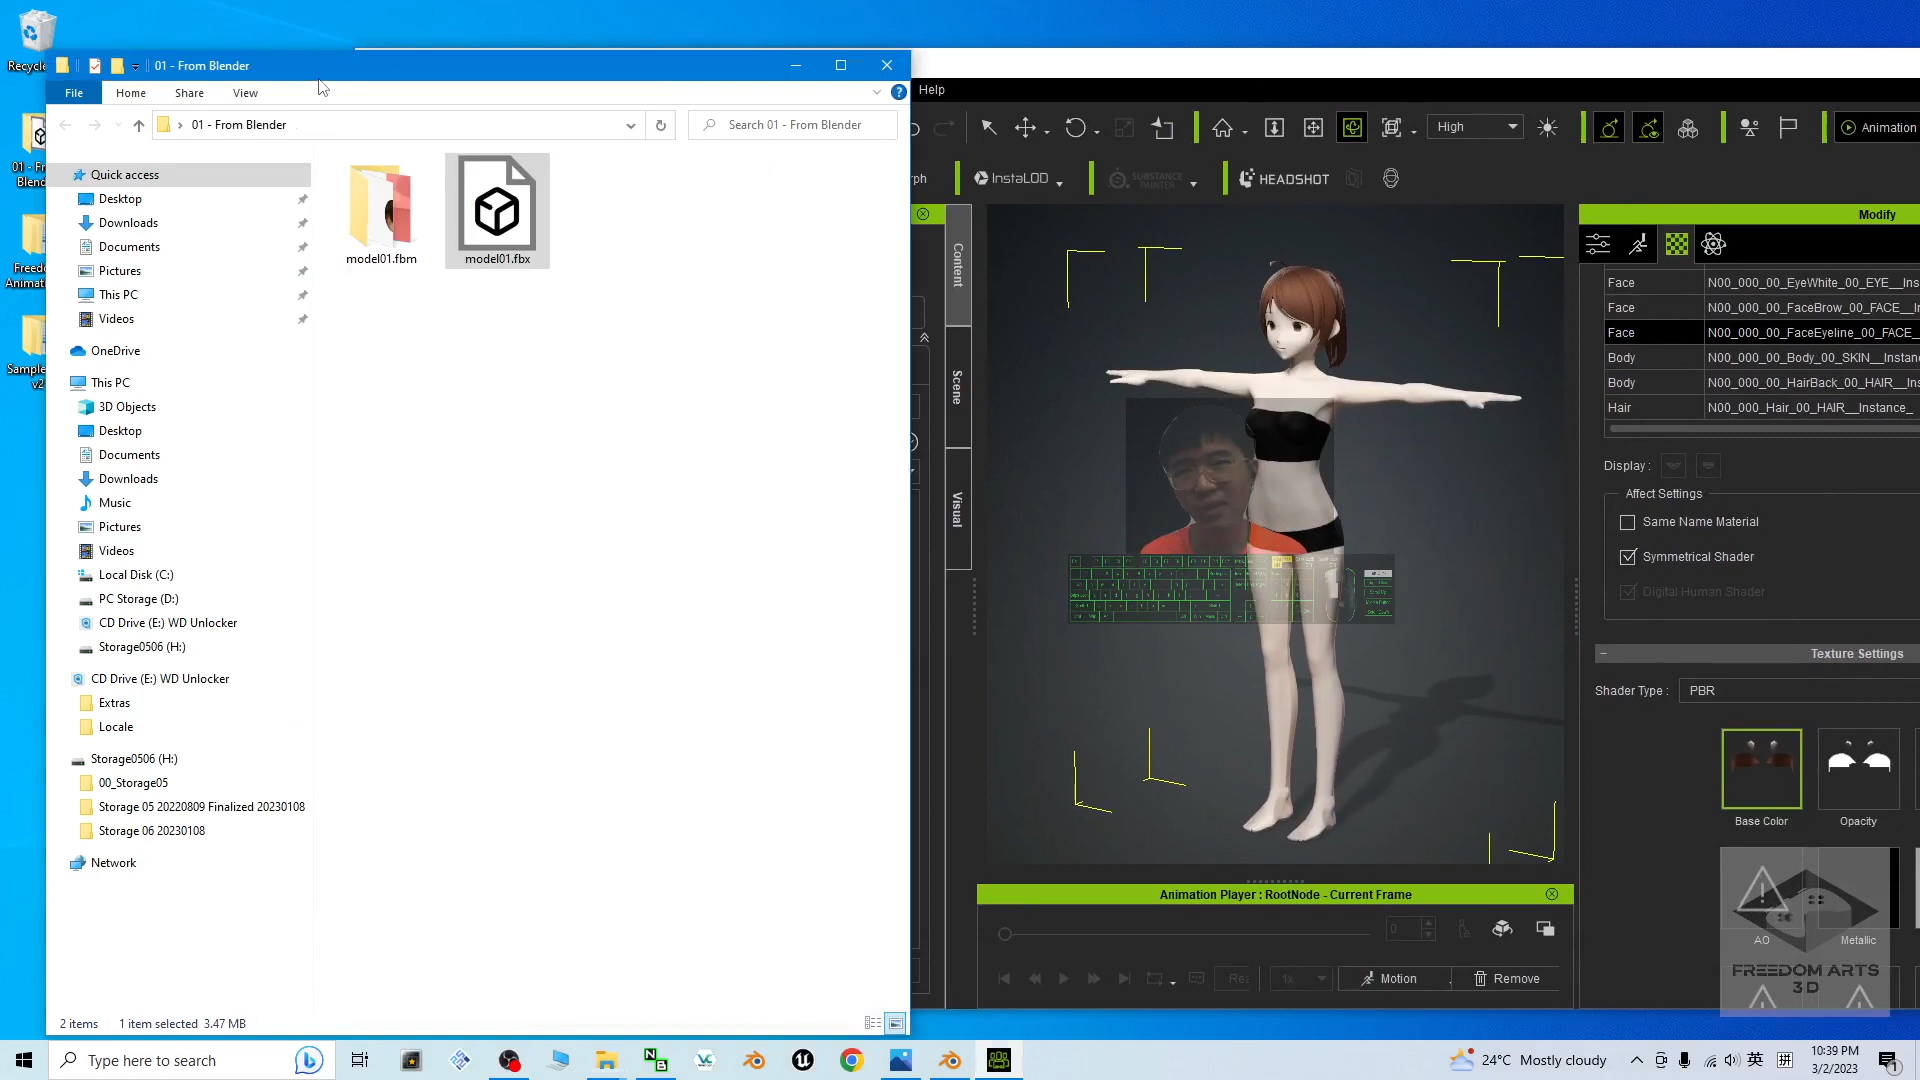 Recycle
01 - From Blender
File
Home
Share
View
01 - From Blender
Search 01 - From Blender
Help
High
Animation
InstaLOD
SUBSTANCE
PAINTER
HEADSHOT
Quick access
Desktop
Downloads
Documents
Pictures
This PC
Videos
OneDrive
This PC
3D Objects
Desktop
Documents
Downloads
Music
Pictures
Videos
Local Disk (C:)
PC Storage (D:)
CD Drive (E:) WD Unlocker
Storage0506 (H:)
CD Drive (E:) WD Unlocker
Extras
Locale
Storage0506 (H:)
00_Storage05
Storage 05 20220809 Finalized 20230108
Storage 06 20230108
Network
model01.fbm
model01.fbx
2 items
1 item selected 3.47 MB
Content
Scene
Visual
Modify
Face N00_000_00_EyeWhite_00_EYE__Ins
Face N00_000_00_FaceBrow_00_FACE__I
Face N00_000_00_FaceEyeline_00_FACE_
Body N00_000_00_Body_00_SKIN__Instanc
Body N00_000_00_HairBack_00_HAIR__Ins
Hair N00_000_Hair_00_HAIR__Instance_
Display :
Affect Settings
Same Name Material
Symmetrical Shader
Digital Human Shader
Texture Settings
Shader Type : PBR
Base Color
Opacity
AO
Metallic
FREEDOM ARTS
3D
Animation Player : RootNode - Current Frame
0
1x
Motion
Remove
Type here to search
24°C Mostly cloudy
英
拼
10:39 PM
3/2/2023
1